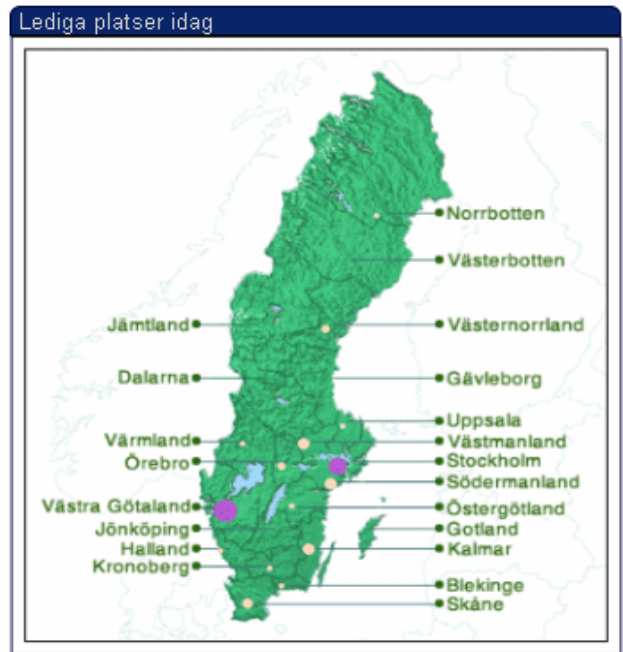 Lediga platser idag
Norrbotten
Västerbotten
Jämtland
Västernorrland
Dalarna
Gävleborg
Uppsala
Värmland
Västmanland
Örebro
Stockholm
Södermanland
Västra Götaland
Östergötland
Jönköping
Gotland
Halland
Kalmar
Kronoberg
Blekinge
Skåne